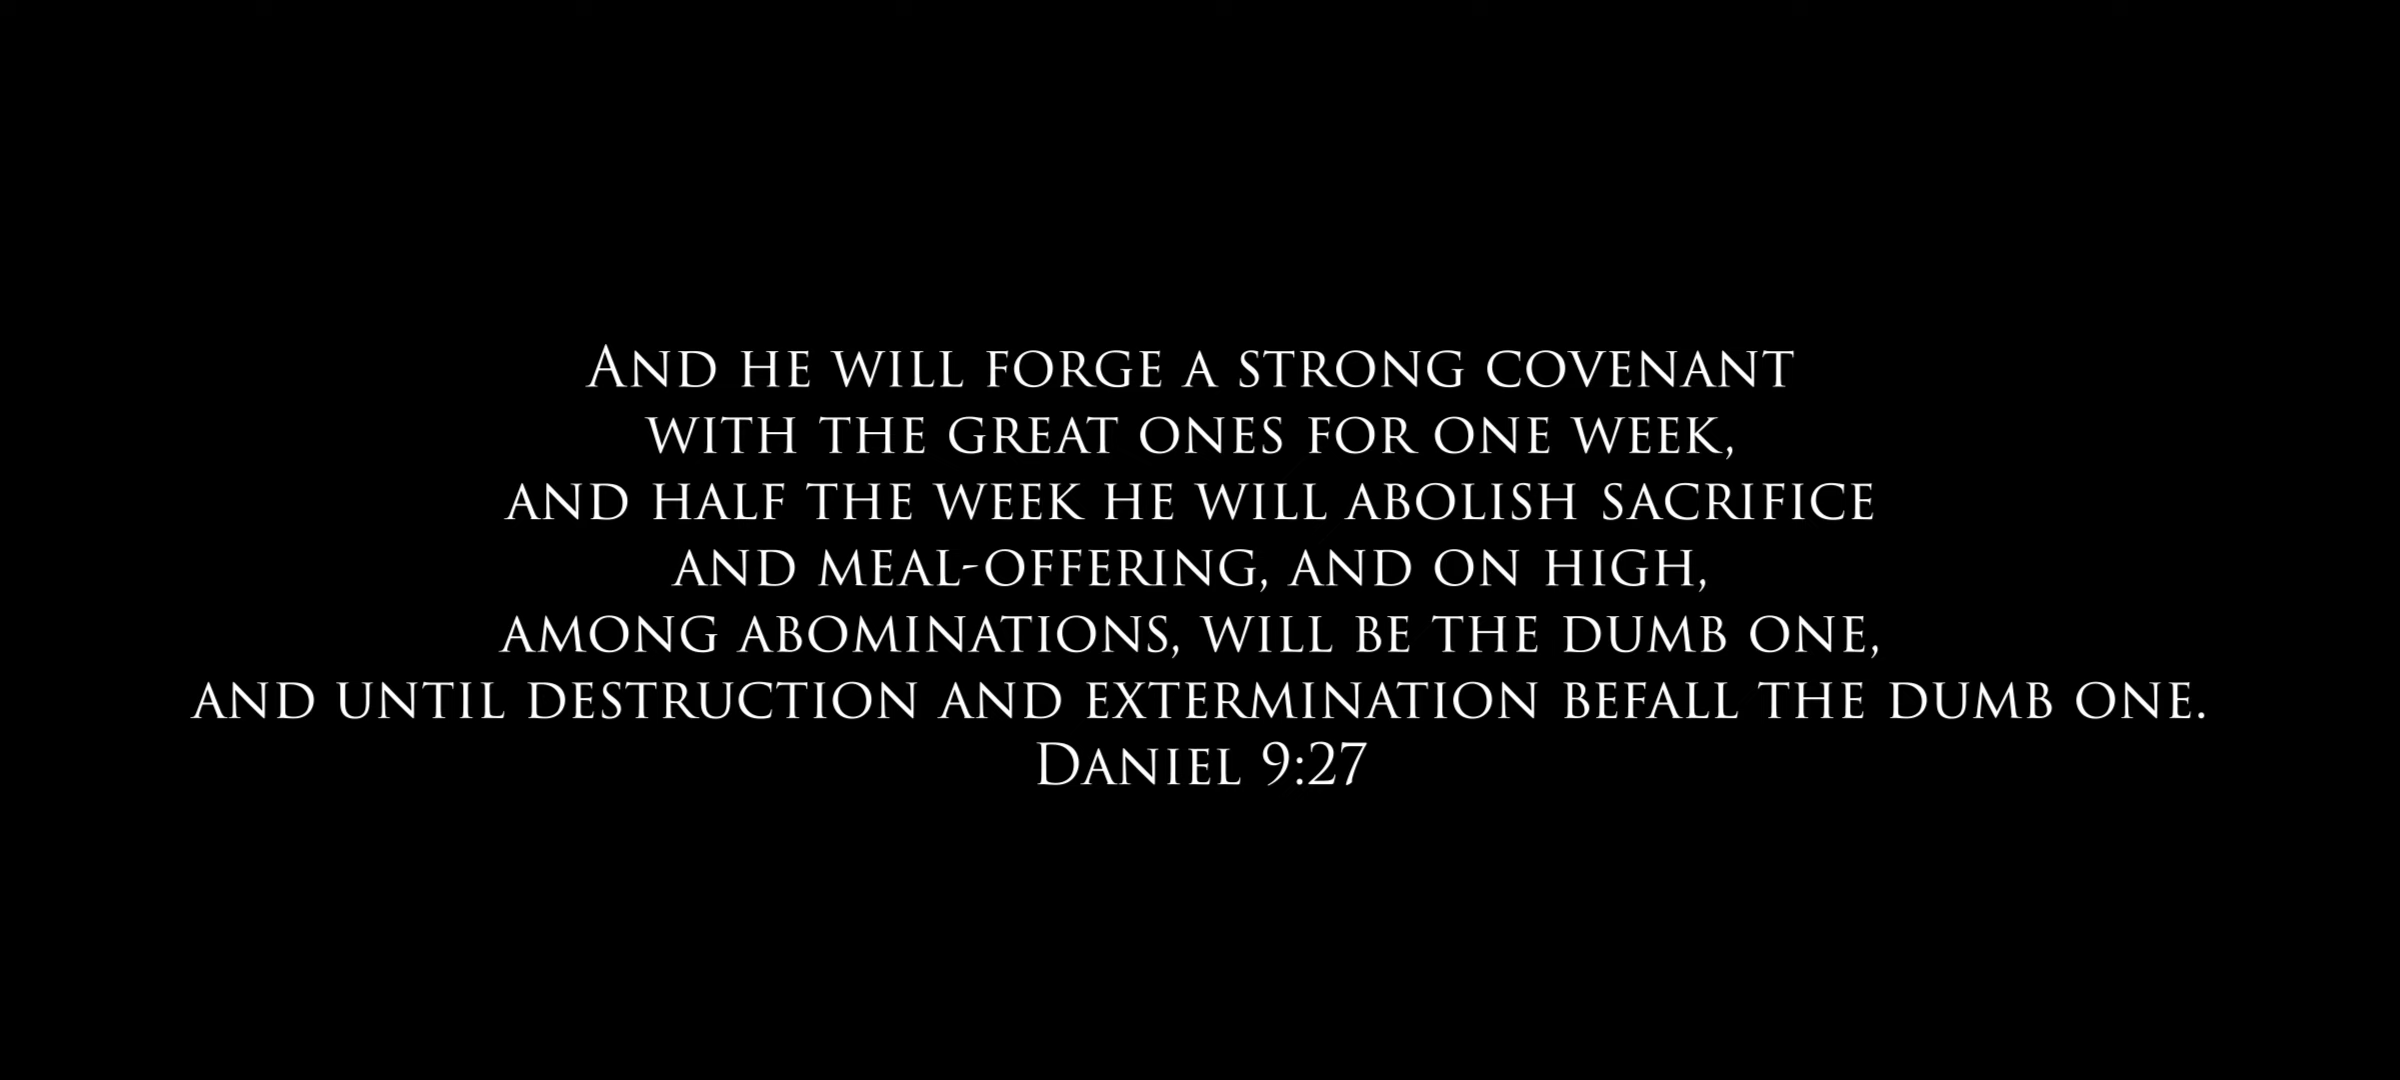 And he will forge a strong covenant
with the great ones for one week,
and half the week he will abolish sacrifice
and meal-offering, and on high,
among abominations, will be the dumb one,
and until destruction and extermination befall the dumb one.
Daniel 9:27